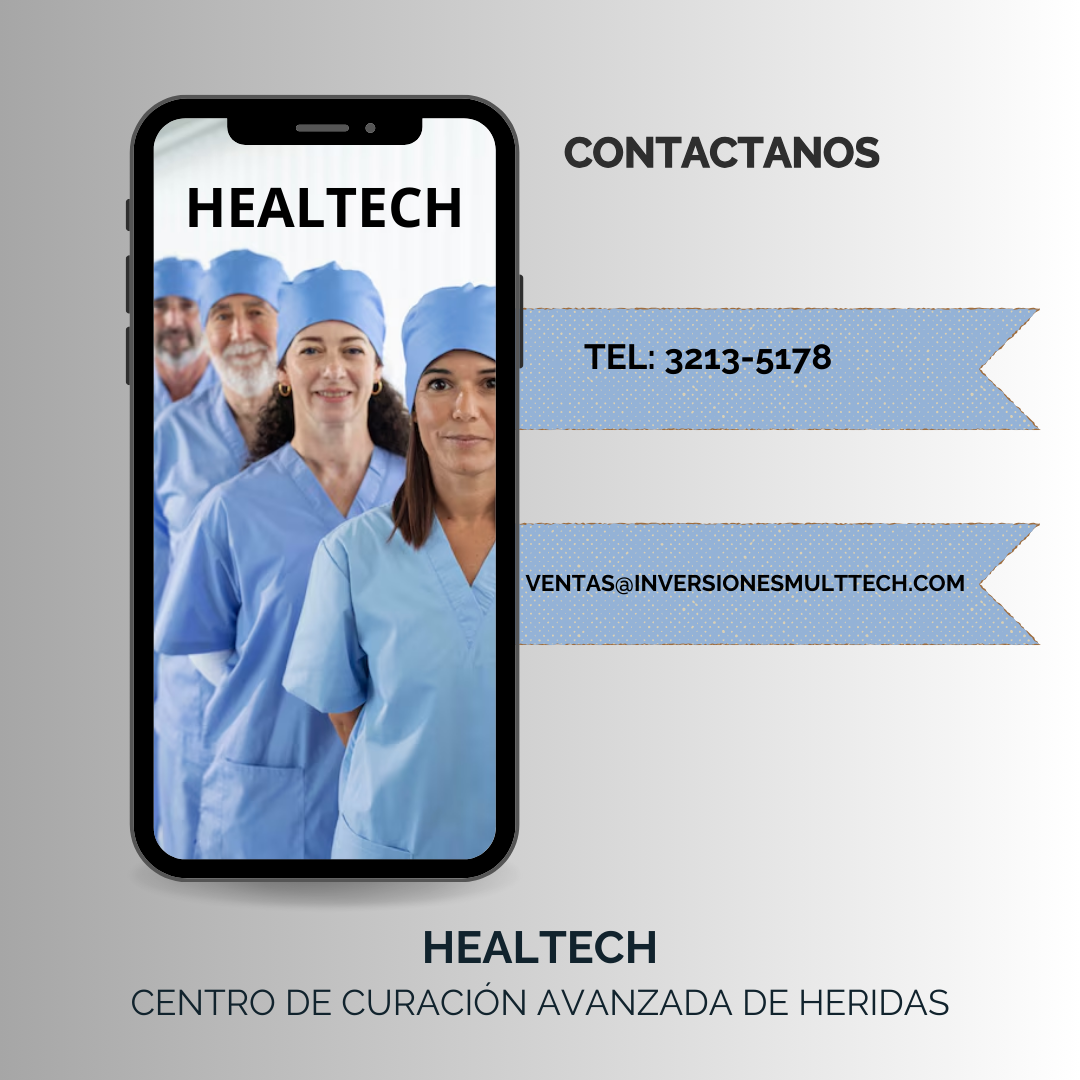 HEALTECH
CONTACTANOS
TEL: 3213-5178
VENTAS@INVERSIONESMULTTECH.COM
HEALTECH
CENTRO DE CURACIÓN AVANZADA DE HERIDAS